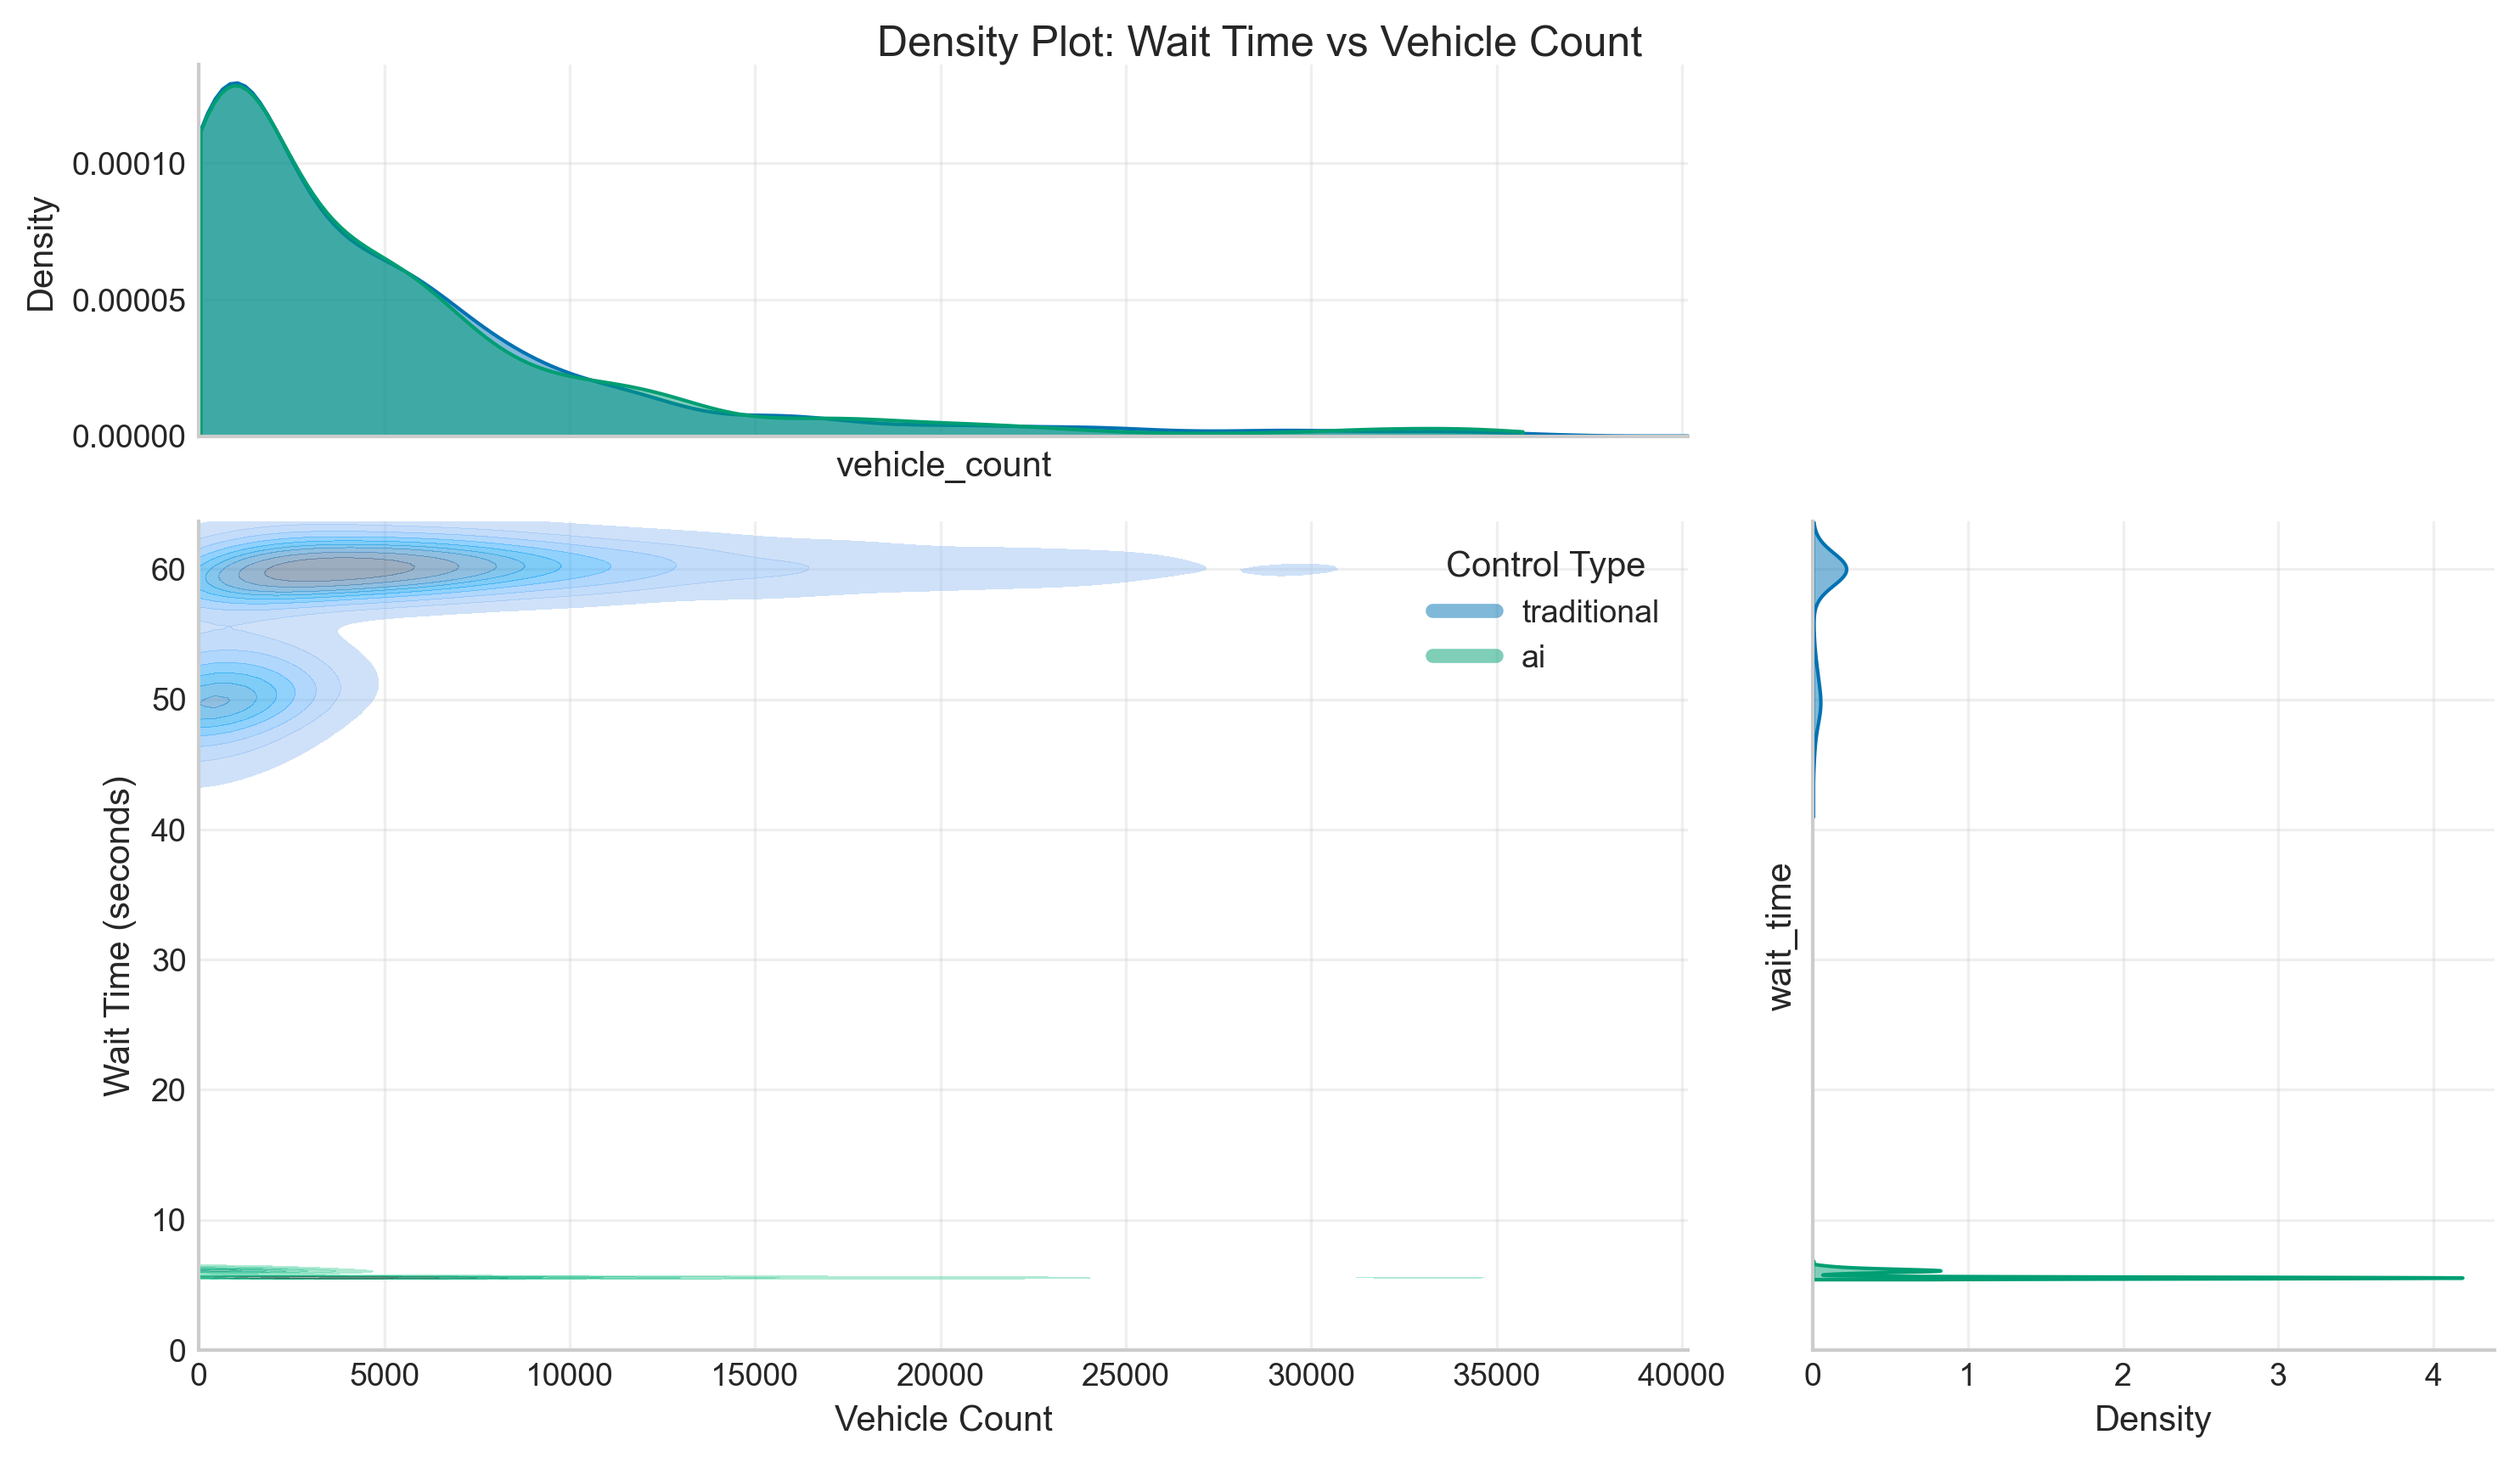 Density Plot: Wait Time vs Vehicle Count
Density
0.00010
0.00005
0.00000
vehicle_count
Wait Time (seconds)
60
50
40
30
20
10
0
0 5000 10000 15000 20000 25000 30000 35000 40000
Vehicle Count
Control Type
traditional
ai
wait_time
0 1 2 3 4
Density